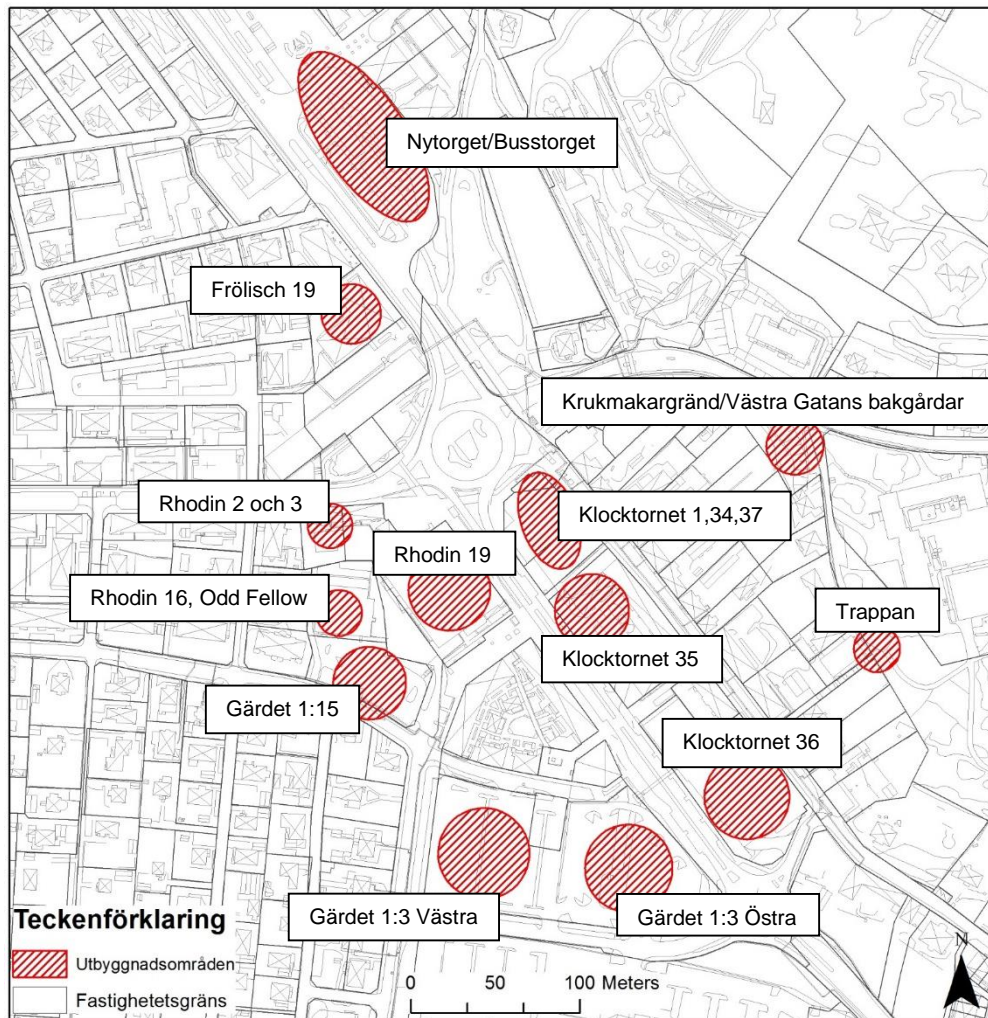 Nytorget/Busstorget
Frölisch 19
Krukmakargränd/Västra Gatans bakgårdar
Rhodin 2 och 3
Klocktornet 1,34,37
Rhodin 19
Rhodin 16, Odd Fellow
Trappan
Klocktornet 35
Gärdet 1:15
Klocktornet 36
Gärdet 1:3 Västra
Gärdet 1:3 Östra
Teckenförklaring
Utbyggnadsområden
Fastighetetsgräns
0 50 100 Meters
N